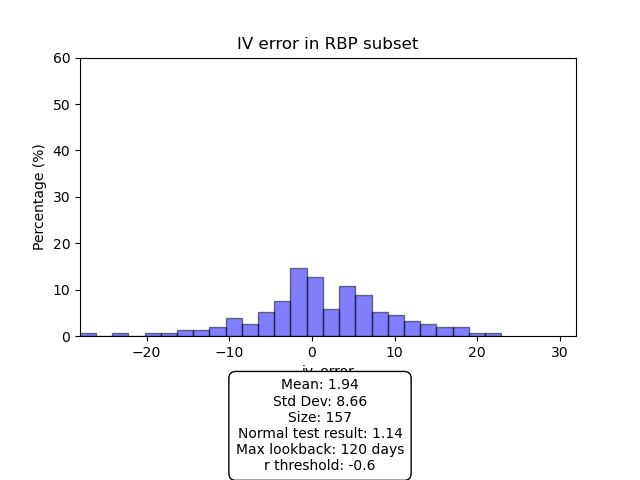 IV error in RBP subset
60
50
40
30
20
10
0
Percentage (%)
−20 −10 0 10 20 30
iv_error
Mean: 1.94
Std Dev: 8.66
Size: 157
Normal test result: 1.14
Max lookback: 120 days
r threshold: -0.6